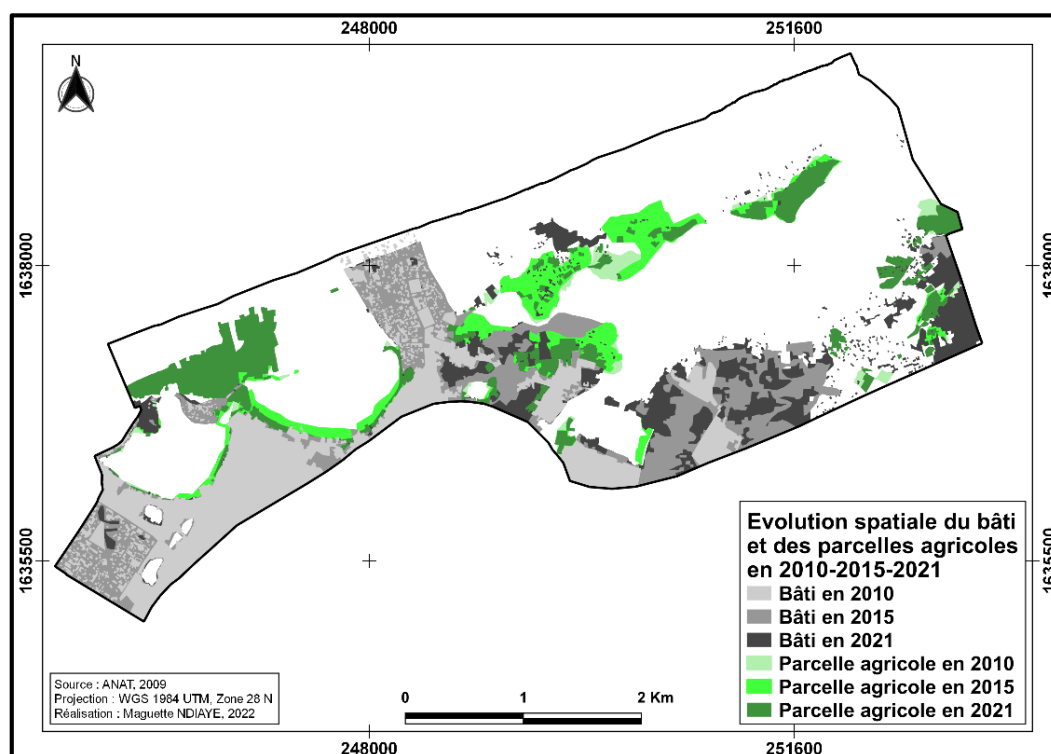 248000
251600
N
1638000
1638000
1635500
1635500
Evolution spatiale du bâti
et des parcelles agricoles
en 2010-2015-2021
Bâti en 2010
Bâti en 2015
Bâti en 2021
Parcelle agricole en 2010
Parcelle agricole en 2015
Parcelle agricole en 2021
Source : ANAT, 2009
Projection : WGS 1984 UTM, Zone 28 N
Réalisation : Maguette NDIAYE, 2022
0 1 2 Km
248000
251600